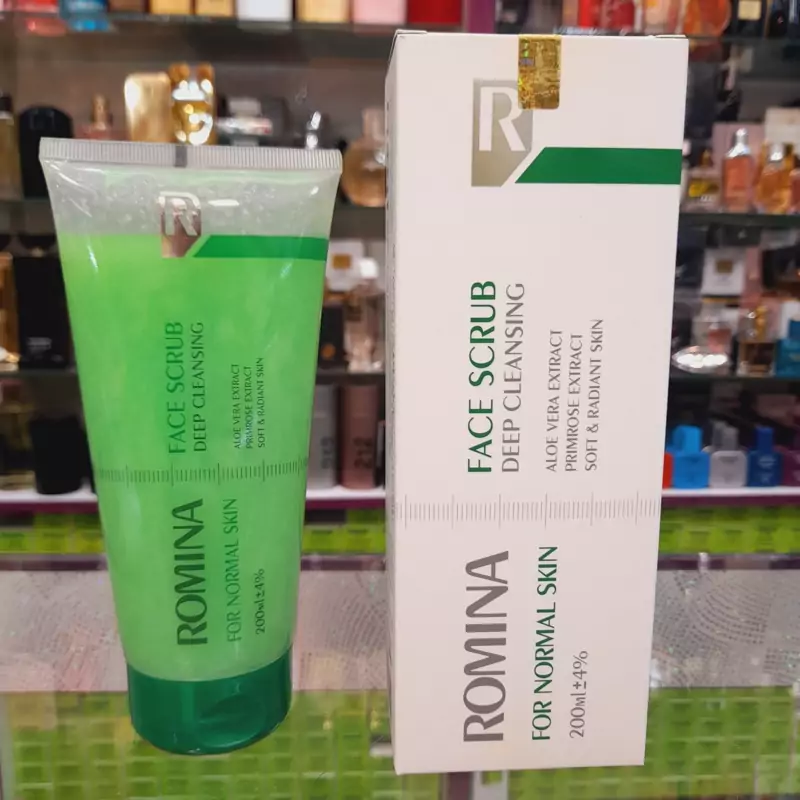 R
FACE SCRUB
DEEP CLEANSING
ALOE VERA EXTRACT
PRIMROSE EXTRACT
SOFT & RADIANT SKIN
ROMINA
FOR NORMAL SKIN
200ml±4%
R
FACE SCRUB
DEEP CLEANSING
ALOE VERA EXTRACT
PRIMROSE EXTRACT
SOFT & RADIANT SKIN
ROMINA
FOR NORMAL SKIN
200Ml±4%
212